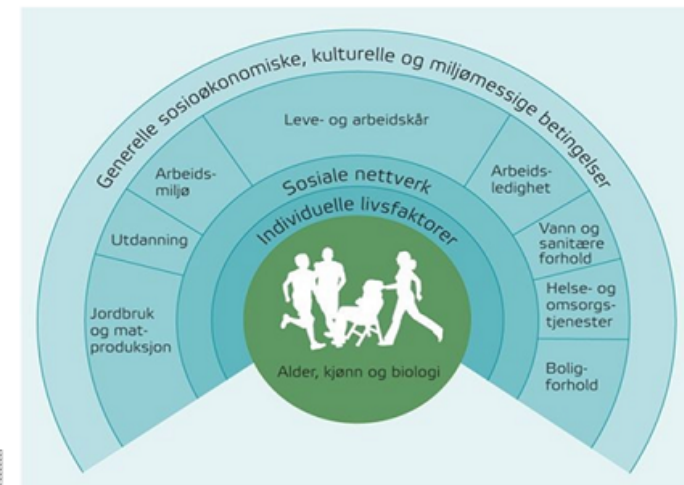 Generelle sosioøkonomiske, kulturelle og miljømessige betingelser
Leve- og arbeidskår
Arbeids-
miljø
Arbeids-
ledighet
Sosiale nettverk
Individuelle livsfaktorer
Utdanning
Vann og
sanitære
forhold
Jordbruk
og mat-
produksjon
Helse- og
omsorgs-
tjenester
Bolig-
forhold
Alder, kjønn og biologi